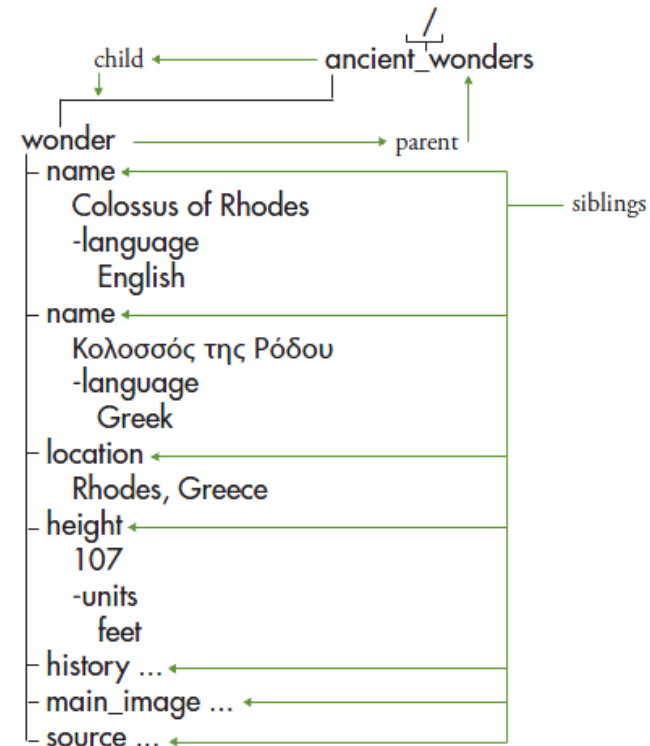 /
child
ancient_wonders
wonder
parent
name
siblings
Colossus of Rhodes
-language
English
name
Κολοσσός της Ρόδου
-language
Greek
location
Rhodes, Greece
height
107
-units
feet
history ...
main_image ...
source ...